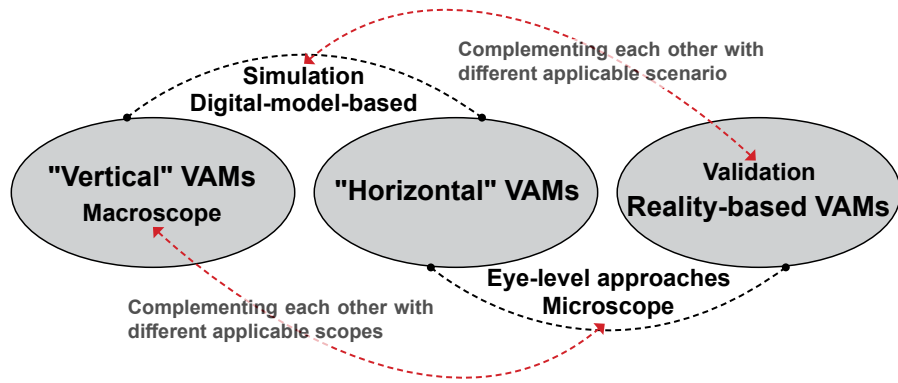 Complementing each other with
different applicable scenario
Simulation
Digital-model-based
"Vertical" VAMs
Macroscope
"Horizontal" VAMs
Validation
Reality-based VAMs
Eye-level approaches
Microscope
Complementing each other with
different applicable scopes